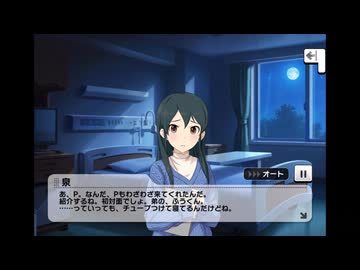 オート
泉
あ、P。なんだ、Pもわざわざ来てくれたんだ。
紹介するね。初対面でしょ。弟の、ふうくん。
……っていっても、チューブつけて寝てるんだけどね。